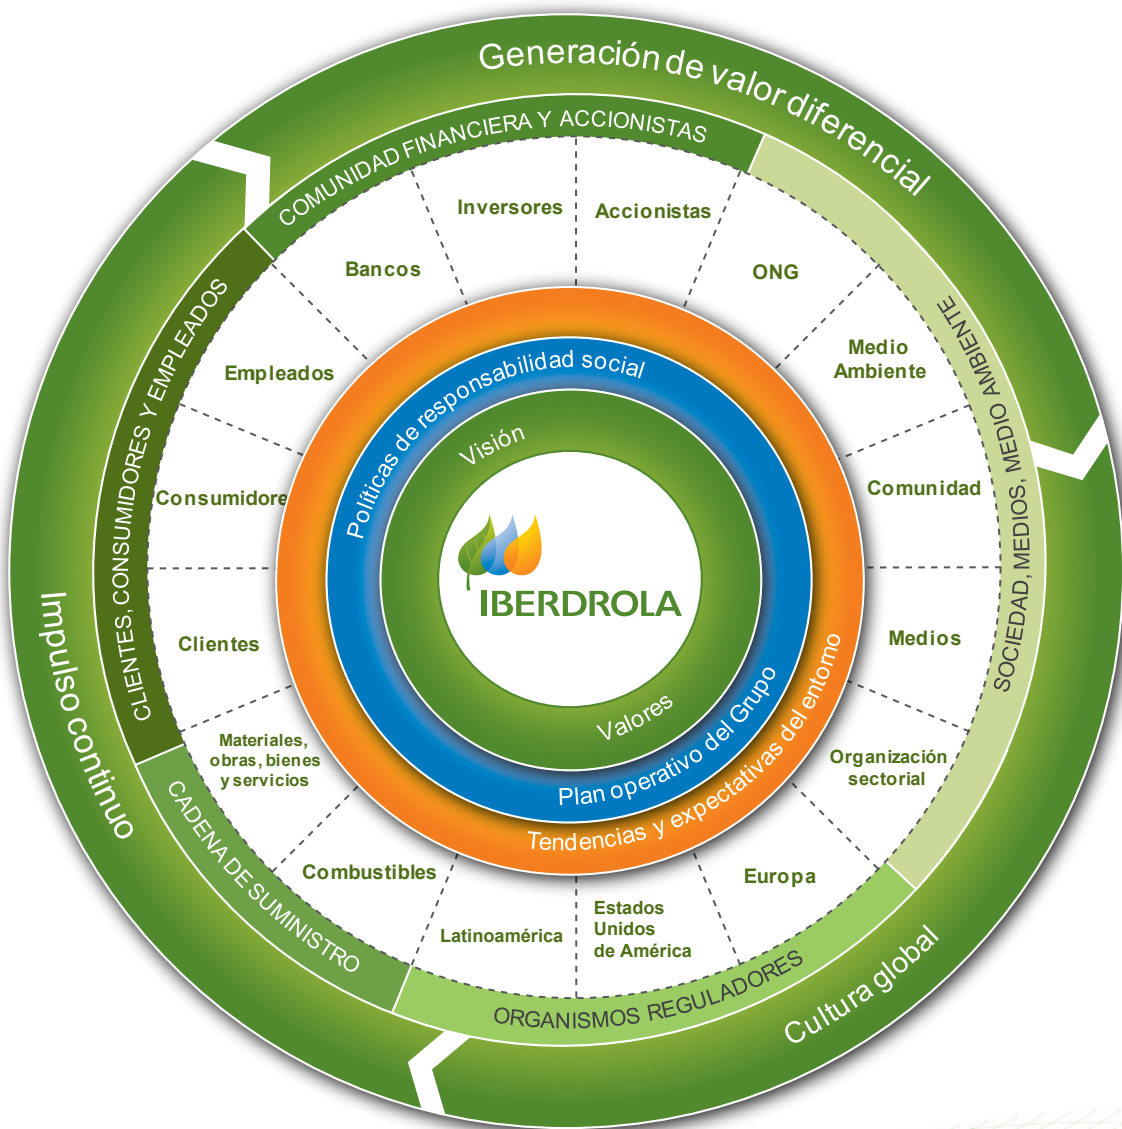 Generación de valor diferencial
COMUNIDAD FINANCIERA Y ACCIONISTAS
Inversores
Accionistas
Bancos
ONG
Empleados
Medio
Ambiente
Consumidore
Comunidad
Clientes
Medios
Materiales,
obras, bienes
y servicios
Organización
sectorial
Combustibles
Europa
Latinoamérica
Estados
Unidos
de América
CLIENTES, CONSUMIDORES Y EMPLEADOS
SOCIEDAD, MEDIOS, MEDIO AMBIENTE
CADENA DE SUMINISTRO
ORGANISMOS REGULADORES
Políticas de responsabilidad social
Visión
IBERDROLA
Valores
Plan operativo del Grupo
Tendencias y expectativas del entorno
Impulso continuo
Cultura global